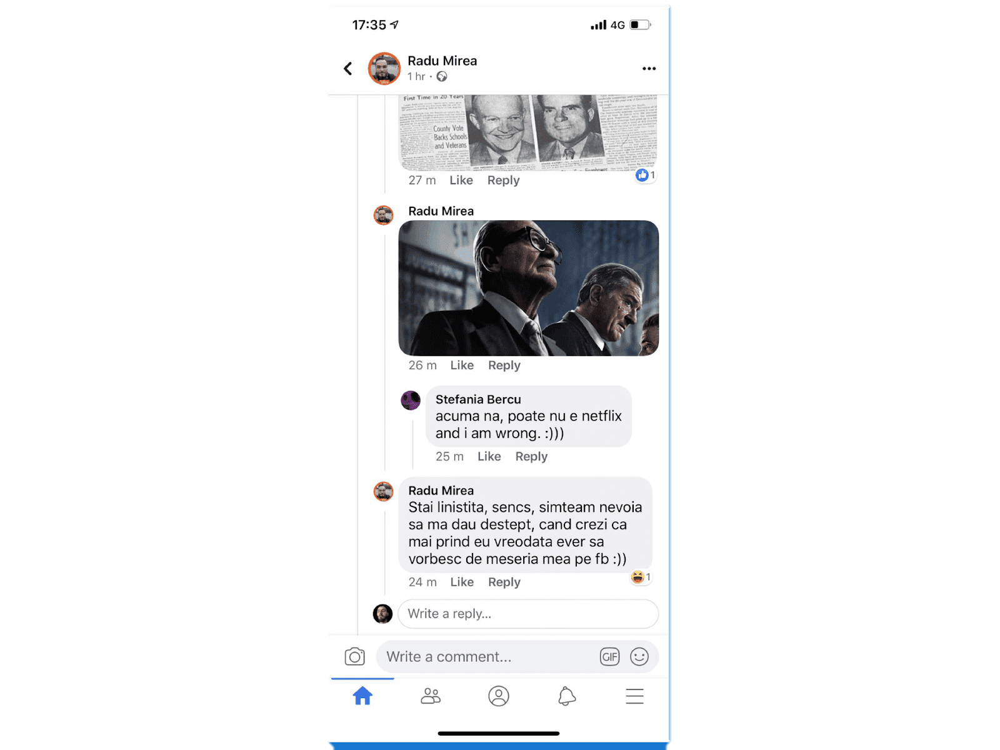 17:35
4G
Radu Mirea
1 hr ·
First Time in 20 Years
County Vote
Backs Schools
and Veterans
27 m Like Reply
1
Radu Mirea
26 m Like Reply
Stefania Bercu
acuma na, poate nu e netflix
and i am wrong. :)))
25 m Like Reply
Radu Mirea
Stai linistita, sencs, simteam nevoia
sa ma dau destept, cand crezi ca
mai prind eu vreodata ever sa
vorbesc de meseria mea pe fb :))
24 m Like Reply
1
Write a reply...
Write a comment...
GIF